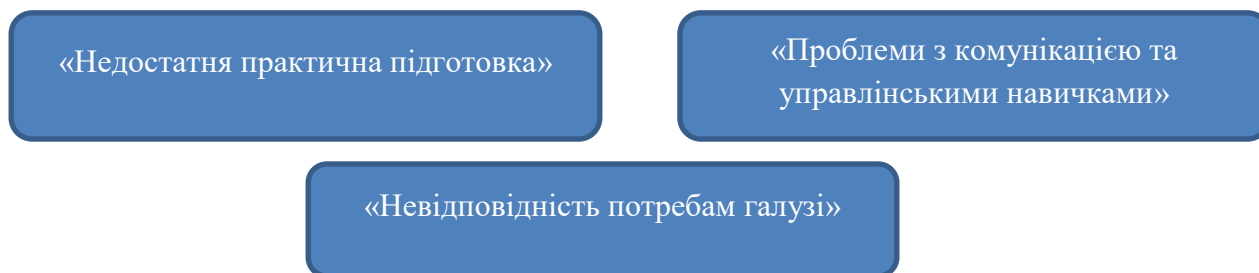 «Недостатня практична підготовка»
«Проблеми з комунікацією та
управлінськими навичками»
«Невідповідність потребам галузі»